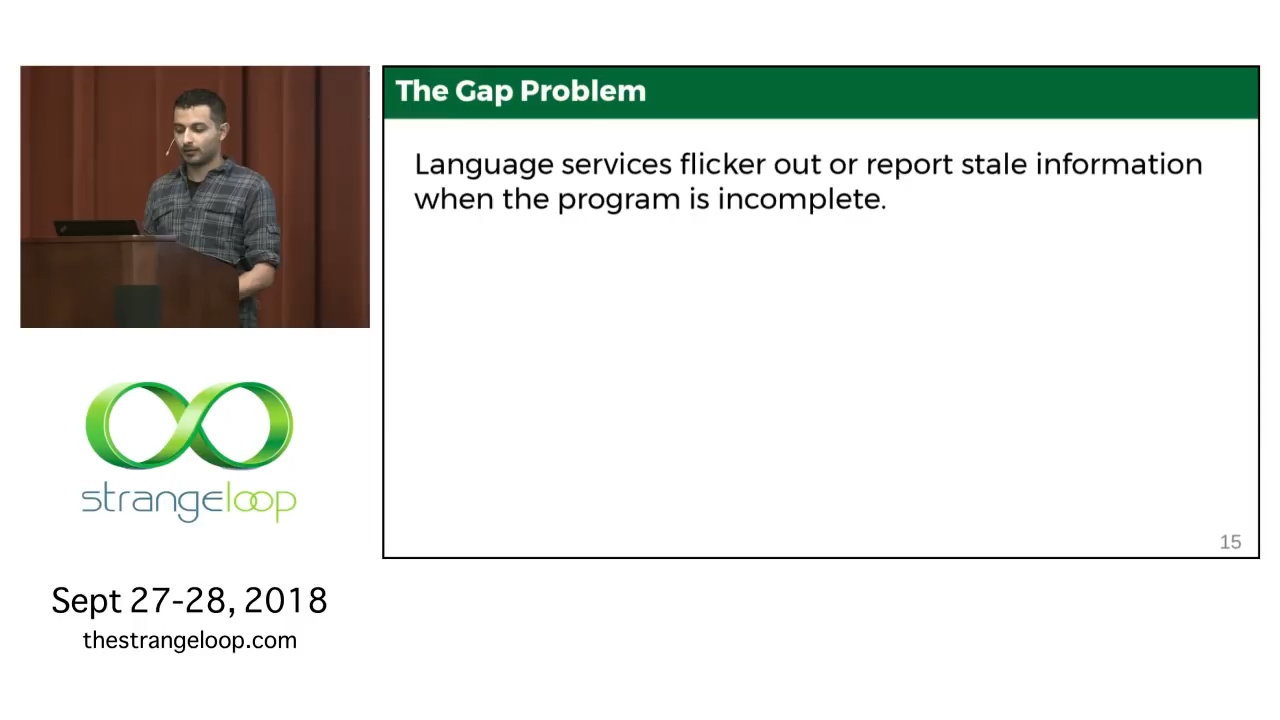 The Gap Problem
Language services flicker out or report stale information
when the program is incomplete.
15
strangeloop
Sept 27-28, 2018
thestrangeloop.com